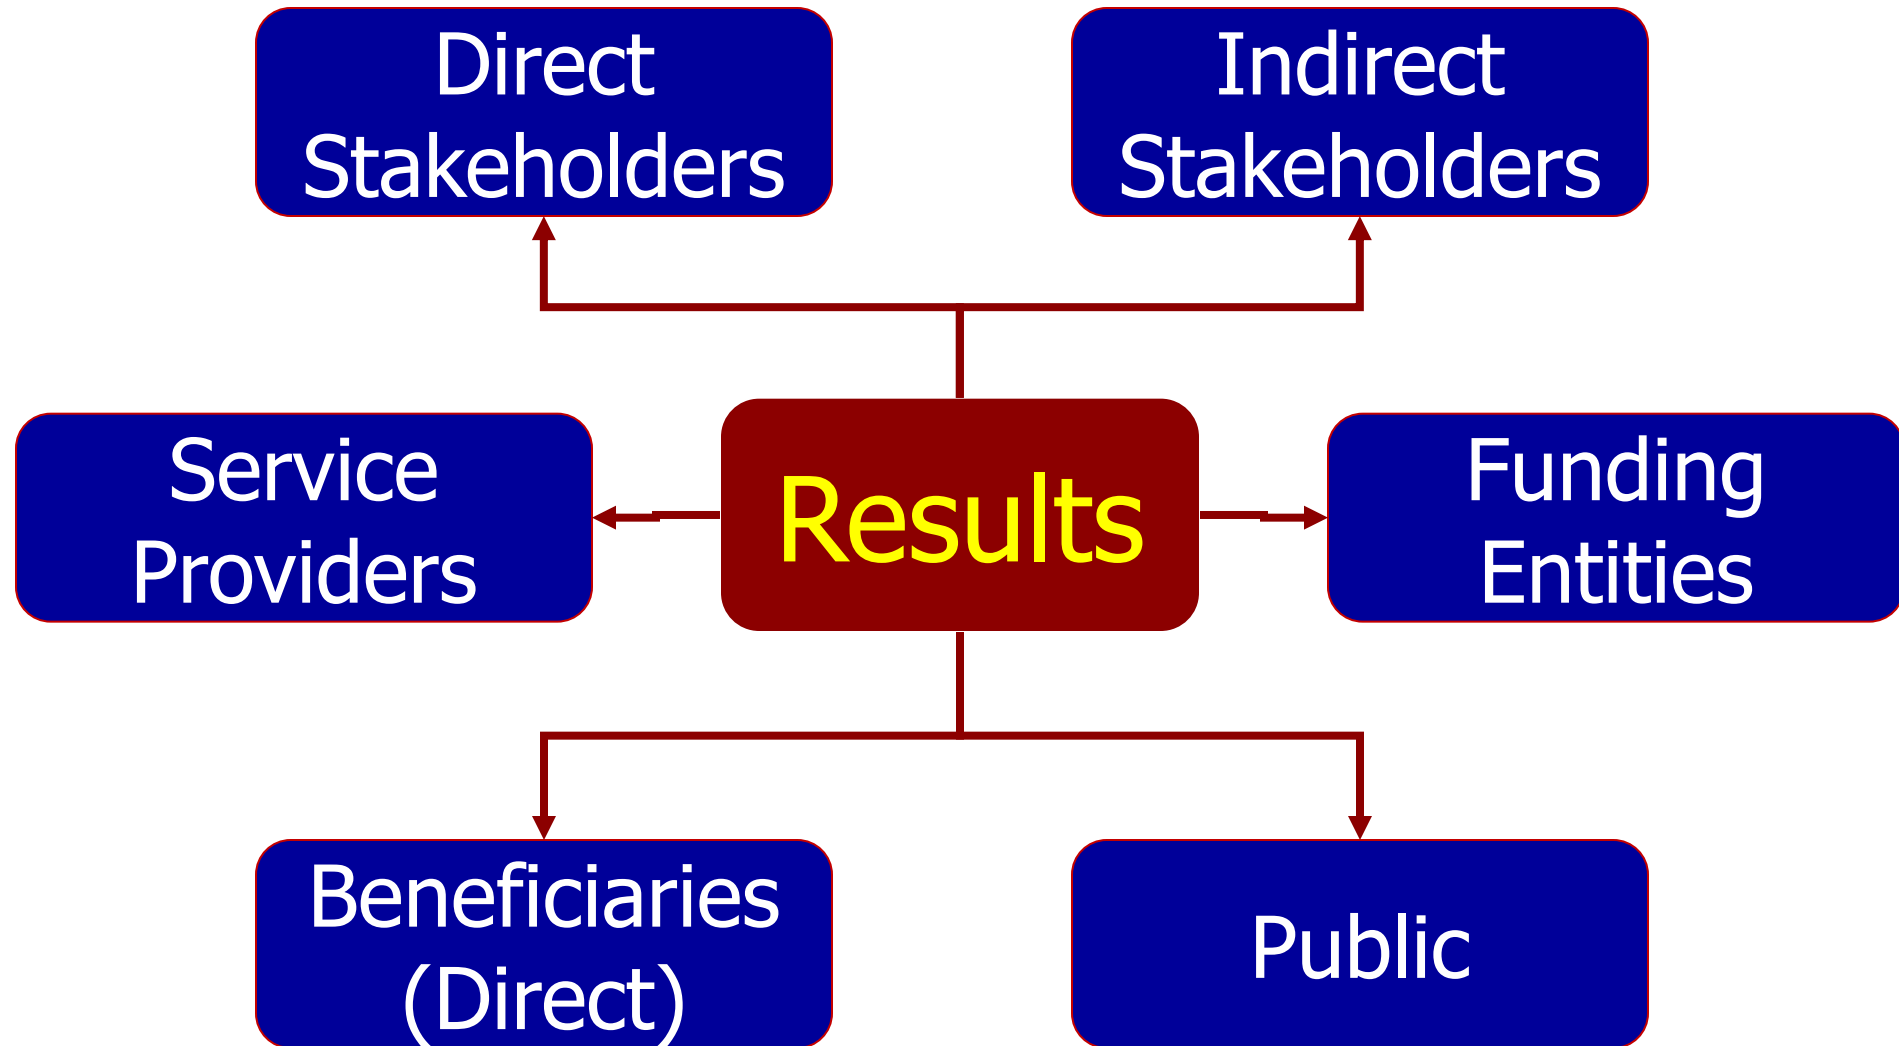 Direct
Stakeholders
Indirect
Stakeholders
Service
Providers
Results
Funding
Entities
Beneficiaries
(Direct)
Public